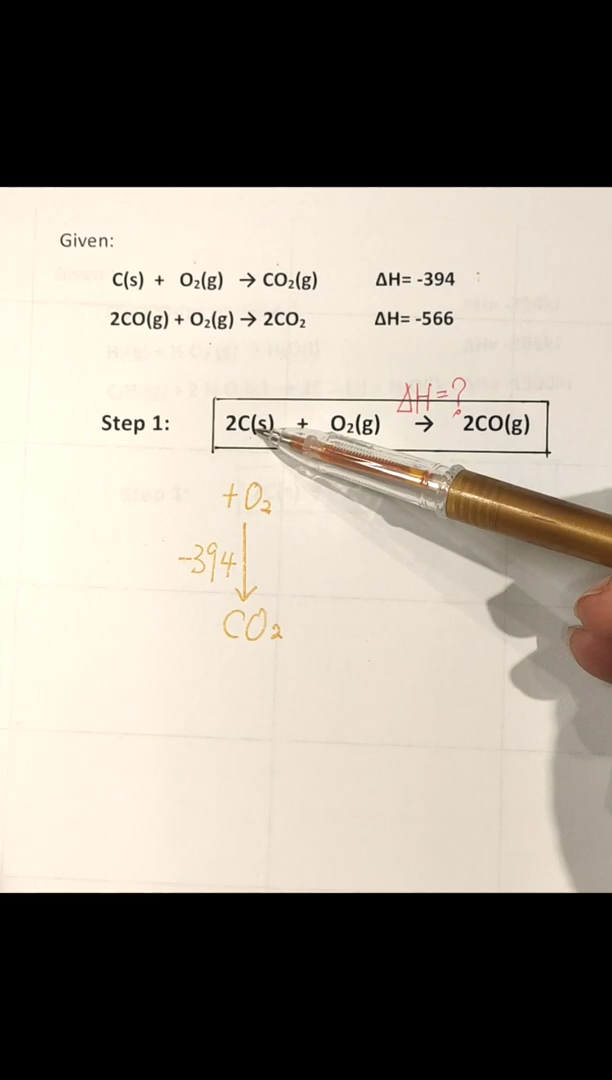 Given:
C(s) + O₂(g) → CO₂(g) ΔH= -394
2CO(g) + O₂(g) → 2CO₂ ΔH= -566
ΔH=?
Step 1: 2C(s) + O₂(g) → 2CO(g)
+O₂
-394
CO₂